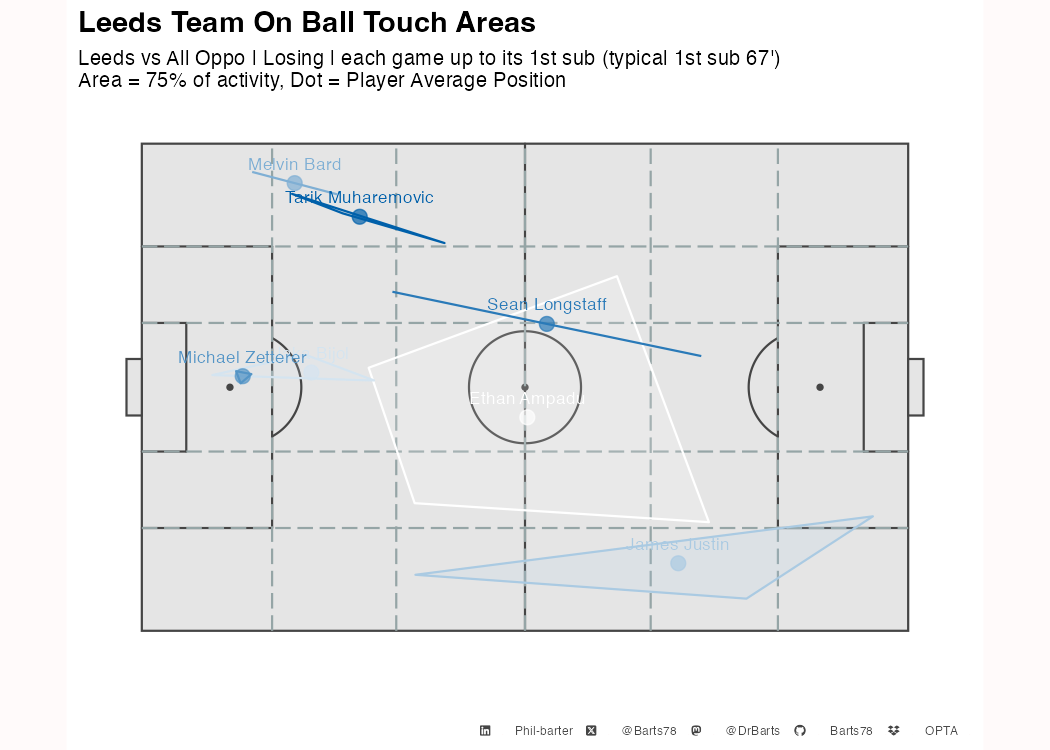 Leeds Team On Ball Touch Areas
Leeds vs All Oppo | Losing | each game up to its 1st sub (typical 1st sub 67')
Area = 75% of activity, Dot = Player Average Position
Melvin Bard
Tarik Muharemovic
Sean Longstaff
Michael Zetterer
Ethan Ampadu
James Justin
Phil-barter
@Barts78
@DrBarts
Barts78
OPTA